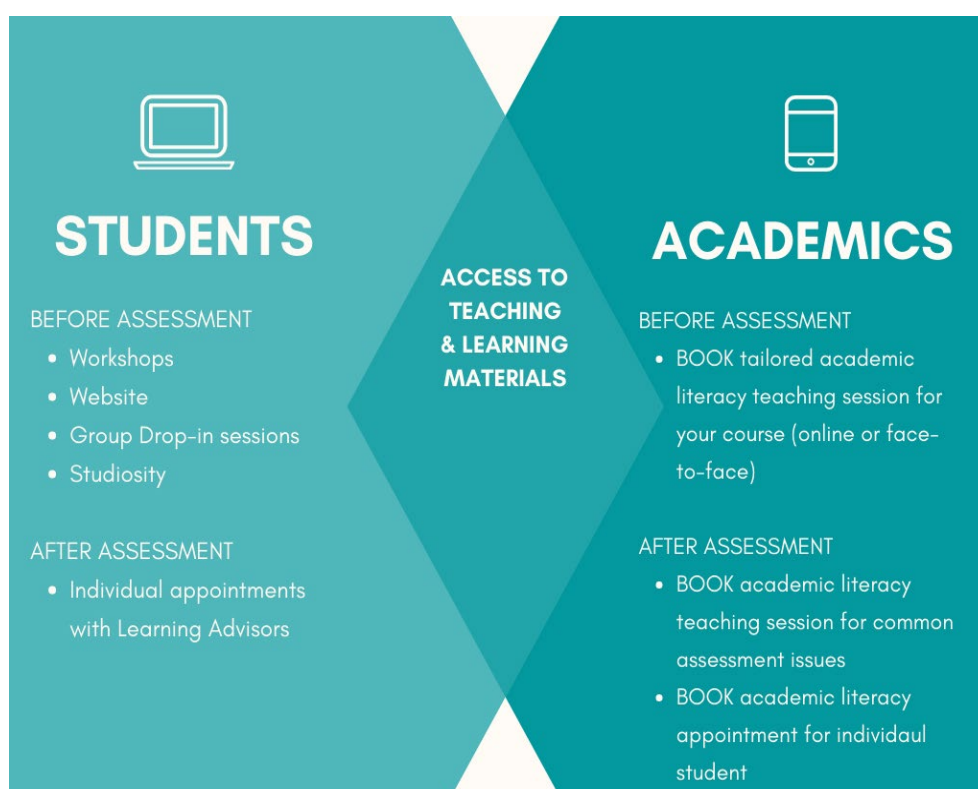 STUDENTS
BEFORE ASSESSMENT
• Workshops
• Website
• Group Drop-in sessions
• Studiosity
AFTER ASSESSMENT
• Individual appointments
with Learning Advisors
ACCESS TO
TEACHING
& LEARNING
MATERIALS
ACADEMICS
BEFORE ASSESSMENT
• BOOK tailored academic
literacy teaching session for
your course (online or face-
to-face)
AFTER ASSESSMENT
• BOOK academic literacy
teaching session for common
assessment issues
• BOOK academic literacy
appointment for individaul
student